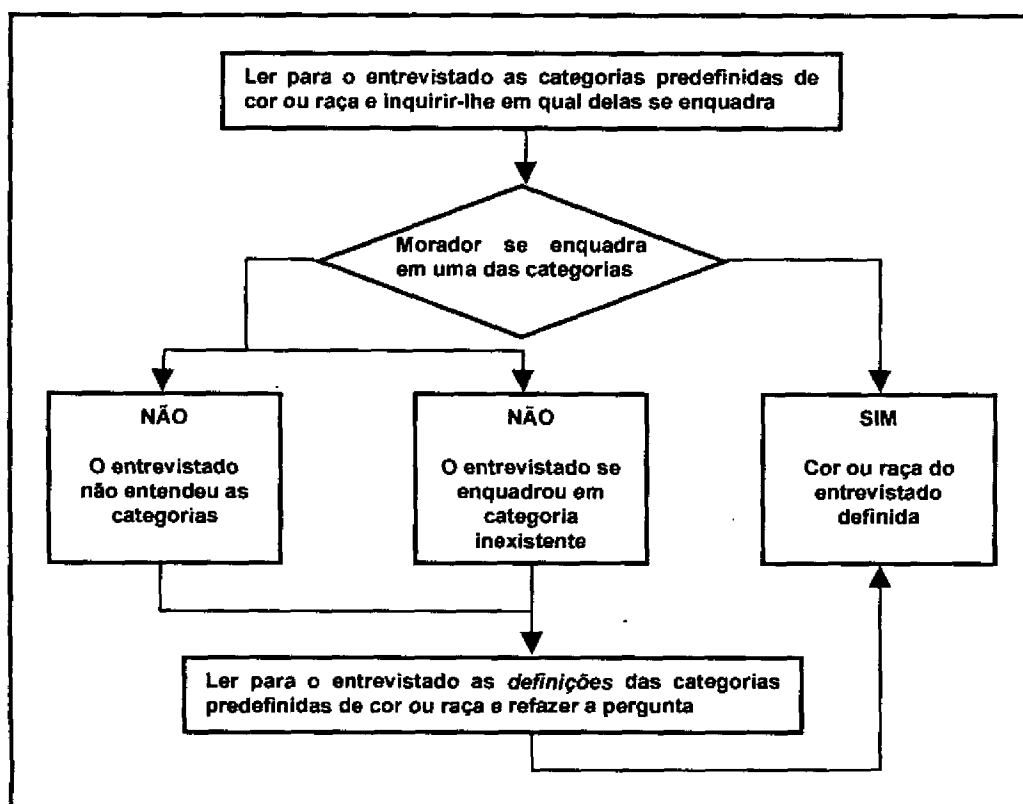 Ler para o entrevistado as categorias predefinidas de
cor ou raça e inquirir-lhe em qual delas se enquadra
Morador se enquadra
em uma das categorias
NÃO
O entrevistado
não entendeu as
categorias
NÃO
O entrevistado se
enquadrou em
categoria
inexistente
SIM
Cor ou raça do
entrevistado
definida
Ler para o entrevistado as definições das categorias
predefinidas de cor ou raça e refazer a pergunta